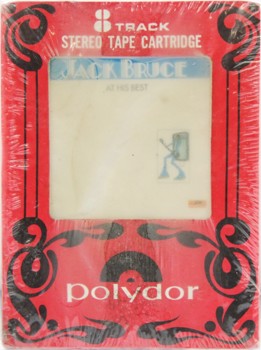 8 TRACK
STEREO TAPE CARTRIDGE
JACK BRUCE
AT HIS BEST
polydor